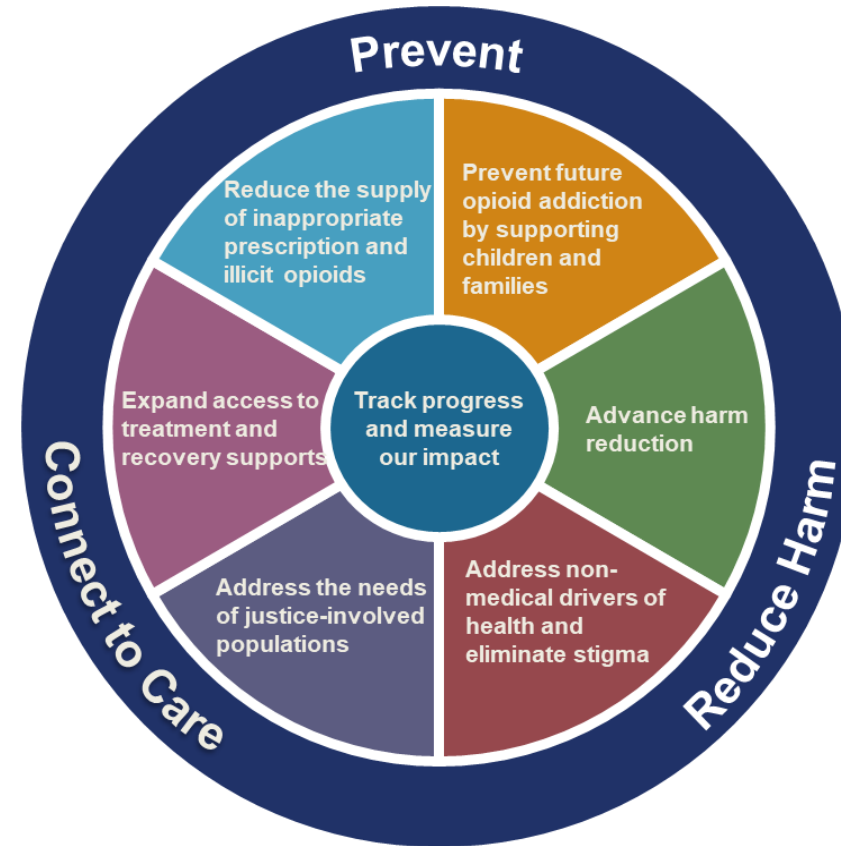 Prevent
Reduce the supply
of inappropriate
prescription and
illicit opioids
Prevent future
opioid addiction
by supporting
children and
families
Expand access to
treatment and
recovery supports
Track progress
and measure
our impact
Advance harm
reduction
Address the needs
of justice-involved
populations
Address non-
medical drivers of
health and
eliminate stigma
Connect to Care
Reduce Harm